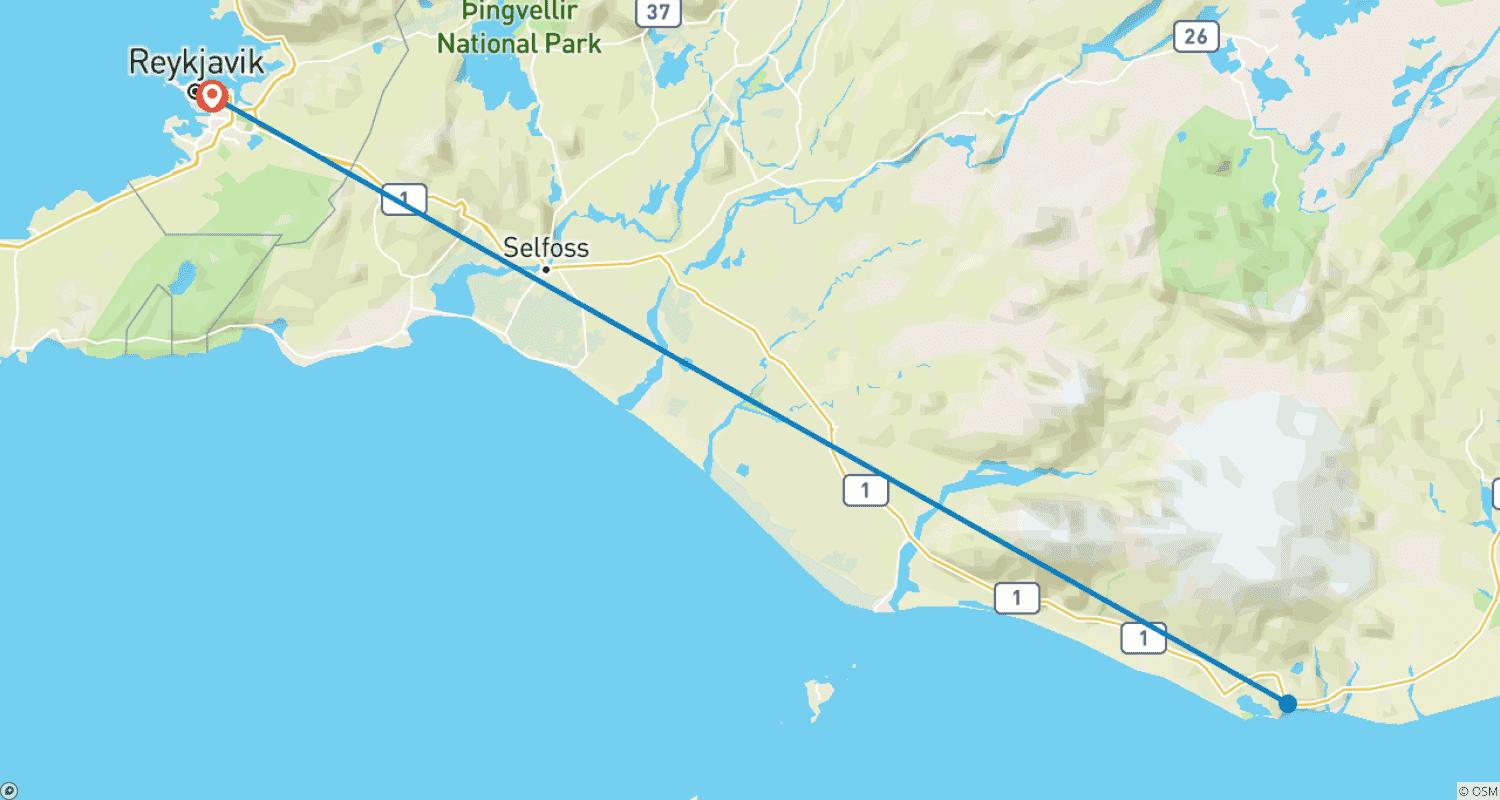 Þingvellir
National Park
37
26
Reykjavik
1
Selfoss
1
1
1
© OSM